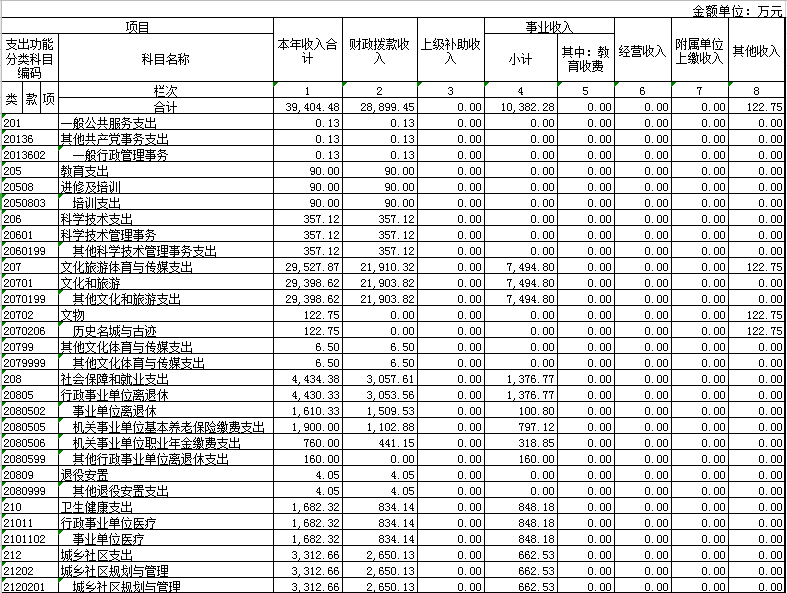 金额单位：万元
项目 本年收入合计 财政拨款收入 上级补助收入 事业收入 经营收入 附属单位上缴收入 其他收入
支出功能分类科目编码 科目名称 小计 其中：教育收费
类 款 项 栏次 1 2 3 4 5 6 7 8
合计 39,404.48 28,899.45 0.00 10,382.28 0.00 0.00 0.00 122.75
201 一般公共服务支出 0.13 0.13 0.00 0.00 0.00 0.00 0.00 0.00
20136 其他共产党事务支出 0.13 0.13 0.00 0.00 0.00 0.00 0.00 0.00
2013602 一般行政管理事务 0.13 0.13 0.00 0.00 0.00 0.00 0.00 0.00
205 教育支出 90.00 90.00 0.00 0.00 0.00 0.00 0.00 0.00
20508 进修及培训 90.00 90.00 0.00 0.00 0.00 0.00 0.00 0.00
2050803 培训支出 90.00 90.00 0.00 0.00 0.00 0.00 0.00 0.00
206 科学技术支出 357.12 357.12 0.00 0.00 0.00 0.00 0.00 0.00
20601 科学技术管理事务 357.12 357.12 0.00 0.00 0.00 0.00 0.00 0.00
2060199 其他科学技术管理事务支出 357.12 357.12 0.00 0.00 0.00 0.00 0.00 0.00
207 文化旅游体育与传媒支出 29,527.87 21,910.32 0.00 7,494.80 0.00 0.00 0.00 122.75
20701 文化和旅游 29,398.62 21,903.82 0.00 7,494.80 0.00 0.00 0.00 0.00
2070199 其他文化和旅游支出 29,398.62 21,903.82 0.00 7,494.80 0.00 0.00 0.00 0.00
20702 文物 122.75 0.00 0.00 0.00 0.00 0.00 0.00 122.75
2070206 历史名城与古迹 122.75 0.00 0.00 0.00 0.00 0.00 0.00 122.75
20799 其他文化体育与传媒支出 6.50 6.50 0.00 0.00 0.00 0.00 0.00 0.00
2079999 其他文化体育与传媒支出 6.50 6.50 0.00 0.00 0.00 0.00 0.00 0.00
208 社会保障和就业支出 4,434.38 3,057.61 0.00 1,376.77 0.00 0.00 0.00 0.00
20805 行政事业单位离退休 4,430.33 3,053.56 0.00 1,376.77 0.00 0.00 0.00 0.00
2080502 事业单位离退休 1,610.33 1,509.53 0.00 100.80 0.00 0.00 0.00 0.00
2080505 机关事业单位基本养老保险缴费支出 1,900.00 1,102.88 0.00 797.12 0.00 0.00 0.00 0.00
2080506 机关事业单位职业年金缴费支出 760.00 441.15 0.00 318.85 0.00 0.00 0.00 0.00
2080599 其他行政事业单位离退休支出 160.00 0.00 0.00 160.00 0.00 0.00 0.00 0.00
20809 退役安置 4.05 4.05 0.00 0.00 0.00 0.00 0.00 0.00
2080999 其他退役安置支出 4.05 4.05 0.00 0.00 0.00 0.00 0.00 0.00
210 卫生健康支出 1,682.32 834.14 0.00 848.18 0.00 0.00 0.00 0.00
21011 行政事业单位医疗 1,682.32 834.14 0.00 848.18 0.00 0.00 0.00 0.00
2101102 事业单位医疗 1,682.32 834.14 0.00 848.18 0.00 0.00 0.00 0.00
212 城乡社区支出 3,312.66 2,650.13 0.00 662.53 0.00 0.00 0.00 0.00
21202 城乡社区规划与管理 3,312.66 2,650.13 0.00 662.53 0.00 0.00 0.00 0.00
2120201 城乡社区规划与管理 3,312.66 2,650.13 0.00 662.53 0.00 0.00 0.00 0.00